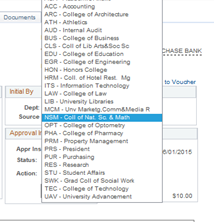 Documents
ACC - Accounting
ARC - College of Architecture
ATH - Athletics
AUD - Internal Audit
BUS - College of Business
CLS - Coll of Lib Arts&Soc Sc
EDU - College of Education
EGR - College of Engineering
HON - Honors College
HRM - Coll. of Hotel Rest. Mg
ITS - Information Technology
LAW - College of Law
LIB - University Libraries
MCM - Unv Marketg,Comm&Media R
NSM - Coll of Nat. Sc. & Math
OPT - College of Optometry
PHA - College of Pharmacy
PRM - Property Management
PRS - President
PUR - Purchasing
RES - Research
STU - Student Affairs
SWK - Grad Coll of Social Work
TEC - College of Technology
UAV - University Advancement
CHASE BANK
to Voucher
Initial By
Dept:
Source
Approval In
Appr Ins
Status:
Action:
/01/2015
$10.00